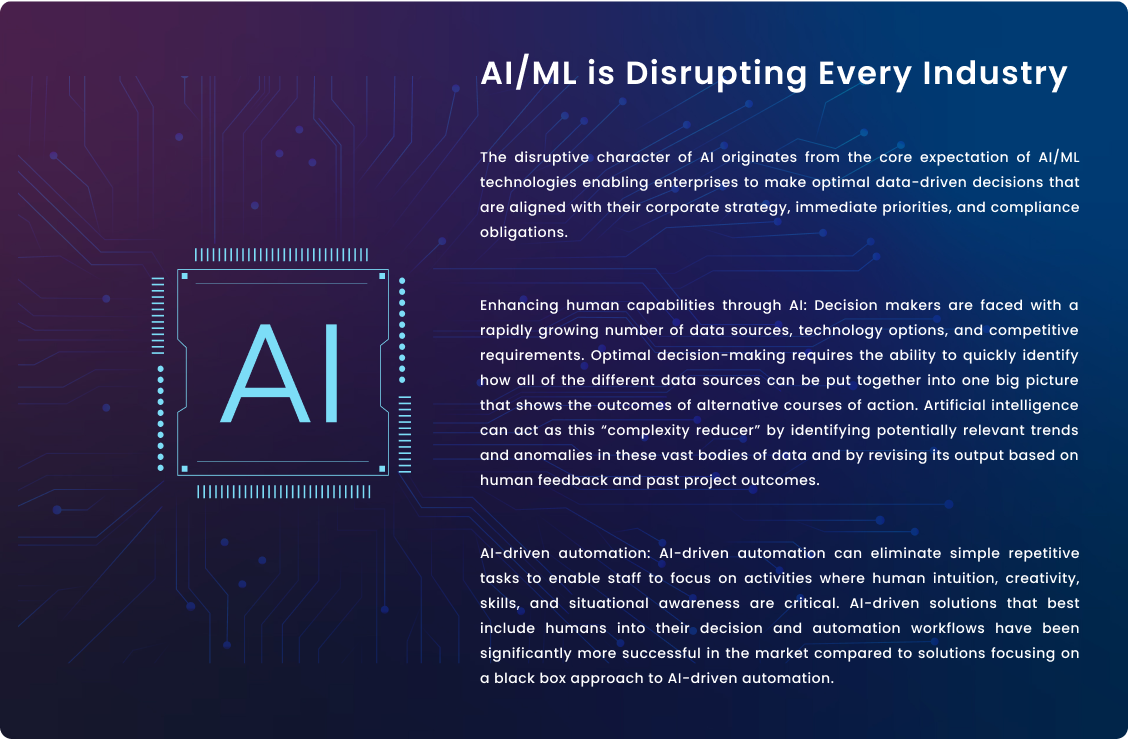 AI/ML is Disrupting Every Industry
The disruptive character of AI originates from the core expectation of AI/ML
technologies enabling enterprises to make optimal data-driven decisions that
are aligned with their corporate strategy, immediate priorities, and compliance
obligations.
AI
Enhancing human capabilities through AI: Decision makers are faced with a
rapidly growing number of data sources, technology options, and competitive
requirements. Optimal decision-making requires the ability to quickly identify
how all of the different data sources can be put together into one big picture
that shows the outcomes of alternative courses of action. Artificial intelligence
can act as this “complexity reducer” by identifying potentially relevant trends
and anomalies in these vast bodies of data and by revising its output based on
human feedback and past project outcomes.
AI-driven automation: AI-driven automation can eliminate simple repetitive
tasks to enable staff to focus on activities where human intuition, creativity,
skills, and situational awareness are critical. AI-driven solutions that best
include humans into their decision and automation workflows have been
significantly more successful in the market compared to solutions focusing on
a black box approach to AI-driven automation.